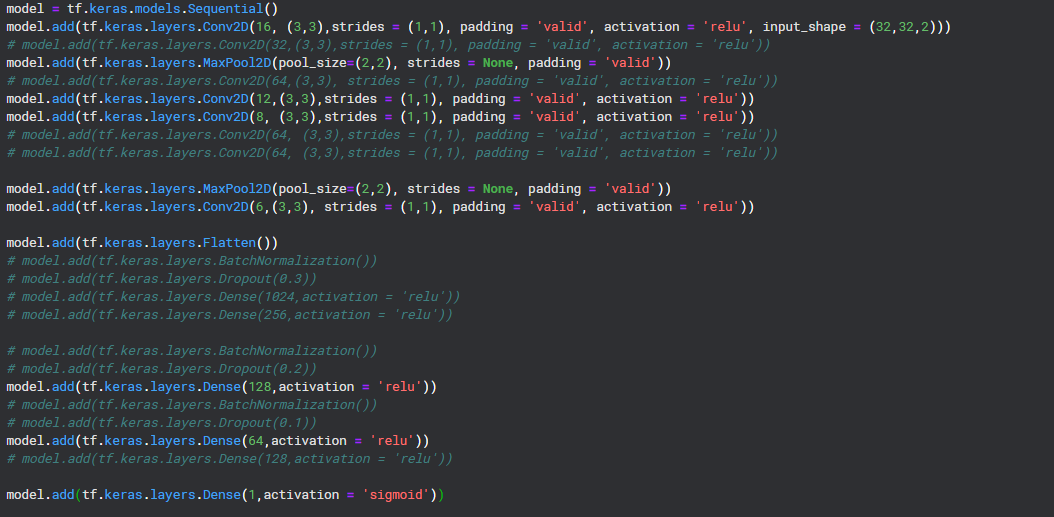 model = tf.keras.models.Sequential()
model.add(tf.keras.layers.Conv2D(16, (3,3),strides = (1,1), padding = 'valid', activation = 'relu', input_shape = (32,32,2)))
# model.add(tf.keras.layers.Conv2D(32,(3,3),strides = (1,1), padding = 'valid', activation = 'relu'))
model.add(tf.keras.layers.MaxPool2D(pool_size=(2,2), strides = None, padding = 'valid'))
# model.add(tf.keras.layers.Conv2D(64,(3,3), strides = (1,1), padding = 'valid', activation = 'relu'))
model.add(tf.keras.layers.Conv2D(12,(3,3),strides = (1,1), padding = 'valid', activation = 'relu'))
model.add(tf.keras.layers.Conv2D(8, (3,3),strides = (1,1), padding = 'valid', activation = 'relu'))
# model.add(tf.keras.layers.Conv2D(64, (3,3),strides = (1,1), padding = 'valid', activation = 'relu'))
# model.add(tf.keras.layers.Conv2D(64, (3,3),strides = (1,1), padding = 'valid', activation = 'relu'))
model.add(tf.keras.layers.MaxPool2D(pool_size=(2,2), strides = None, padding = 'valid'))
model.add(tf.keras.layers.Conv2D(6,(3,3), strides = (1,1), padding = 'valid', activation = 'relu'))
model.add(tf.keras.layers.Flatten())
# model.add(tf.keras.layers.BatchNormalization())
# model.add(tf.keras.layers.Dropout(0.3))
# model.add(tf.keras.layers.Dense(1024,activation = 'relu'))
# model.add(tf.keras.layers.Dense(256,activation = 'relu'))
# model.add(tf.keras.layers.BatchNormalization())
# model.add(tf.keras.layers.Dropout(0.2))
model.add(tf.keras.layers.Dense(128,activation = 'relu'))
# model.add(tf.keras.layers.BatchNormalization())
# model.add(tf.keras.layers.Dropout(0.1))
model.add(tf.keras.layers.Dense(64,activation = 'relu'))
# model.add(tf.keras.layers.Dense(128,activation = 'relu'))
model.add(tf.keras.layers.Dense(1,activation = 'sigmoid'))